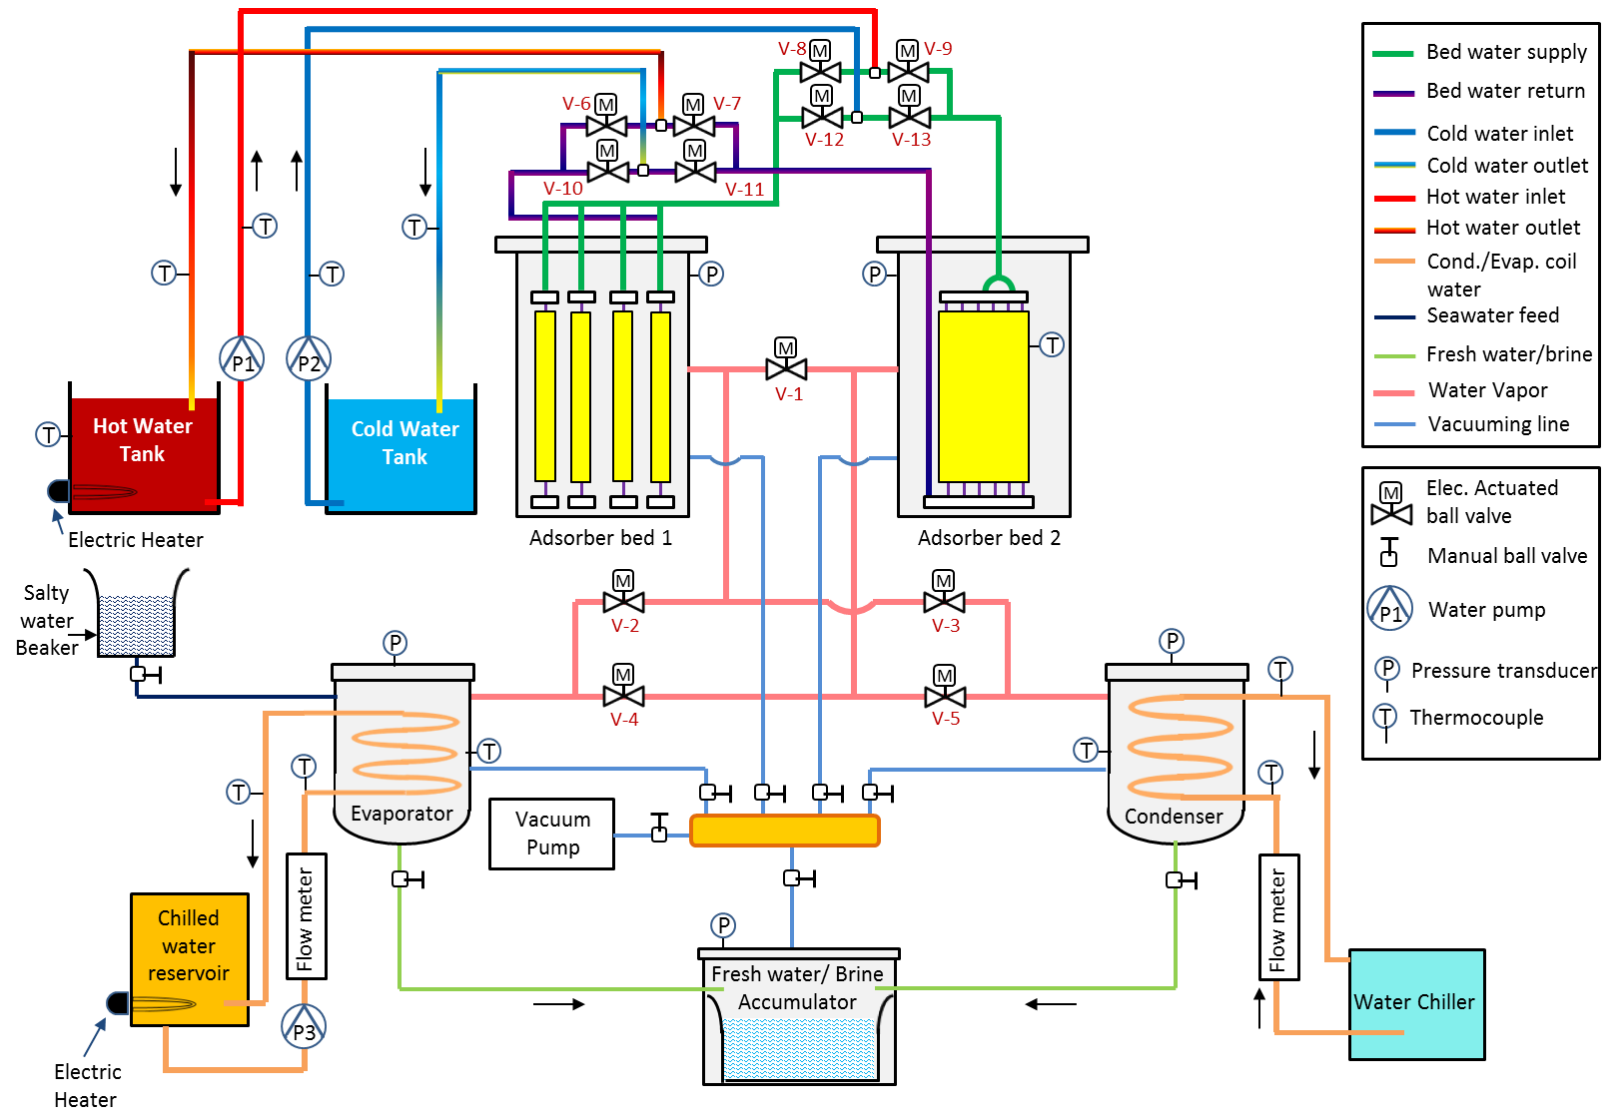 V-8
M
M
V-9
Bed water supply
Bed water return
Cold water inlet
Cold water outlet
Hot water inlet
Hot water outlet
Cond./Evap. coil
water
Seawater feed
Fresh water/brine
Water Vapor
Vacuuming line
V-6
M
M
V-7
M
M
V-12
V-13
M
M
V-10
V-11
T
T
T
T
P
P
M
V-1
T
P1
P2
Hot Water
Tank
T
Cold Water
Tank
Electric Heater
Adsorber bed 1
Adsorber bed 2
M
Elec. Actuated
ball valve
Manual ball valve
P1
Water pump
P
Pressure transducer
T
Thermocouple
Salty
water
Beaker
M
V-2
M
V-3
P
P
M
V-4
M
V-5
T
T
T
T
T
T
Evaporator
Condenser
Vacuum
Pump
Flow meter
Flow meter
Chilled
water
reservoir
P3
Electric
Heater
P
Fresh water/ Brine
Accumulator
Water Chiller